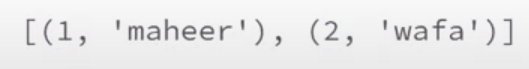 [(1, 'maheer'), (2, 'wafa')]